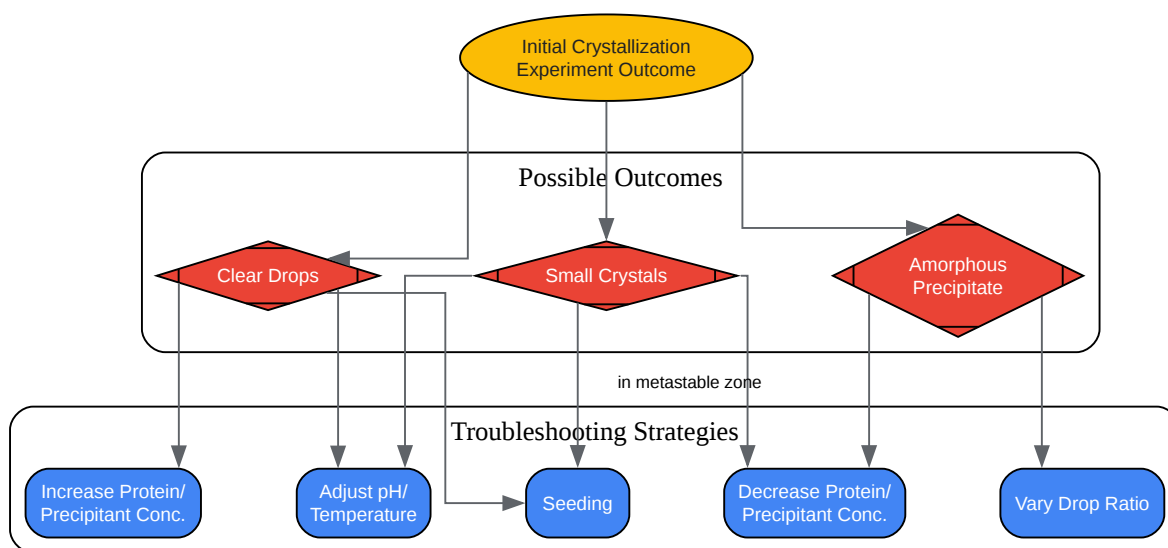 Initial Crystallization
Experiment Outcome
Possible Outcomes
Clear Drops
Small Crystals
Amorphous
Precipitate
in metastable zone
Troubleshooting Strategies
Increase Protein/
Precipitant Conc.
Adjust pH/
Temperature
Seeding
Decrease Protein/
Precipitant Conc.
Vary Drop Ratio